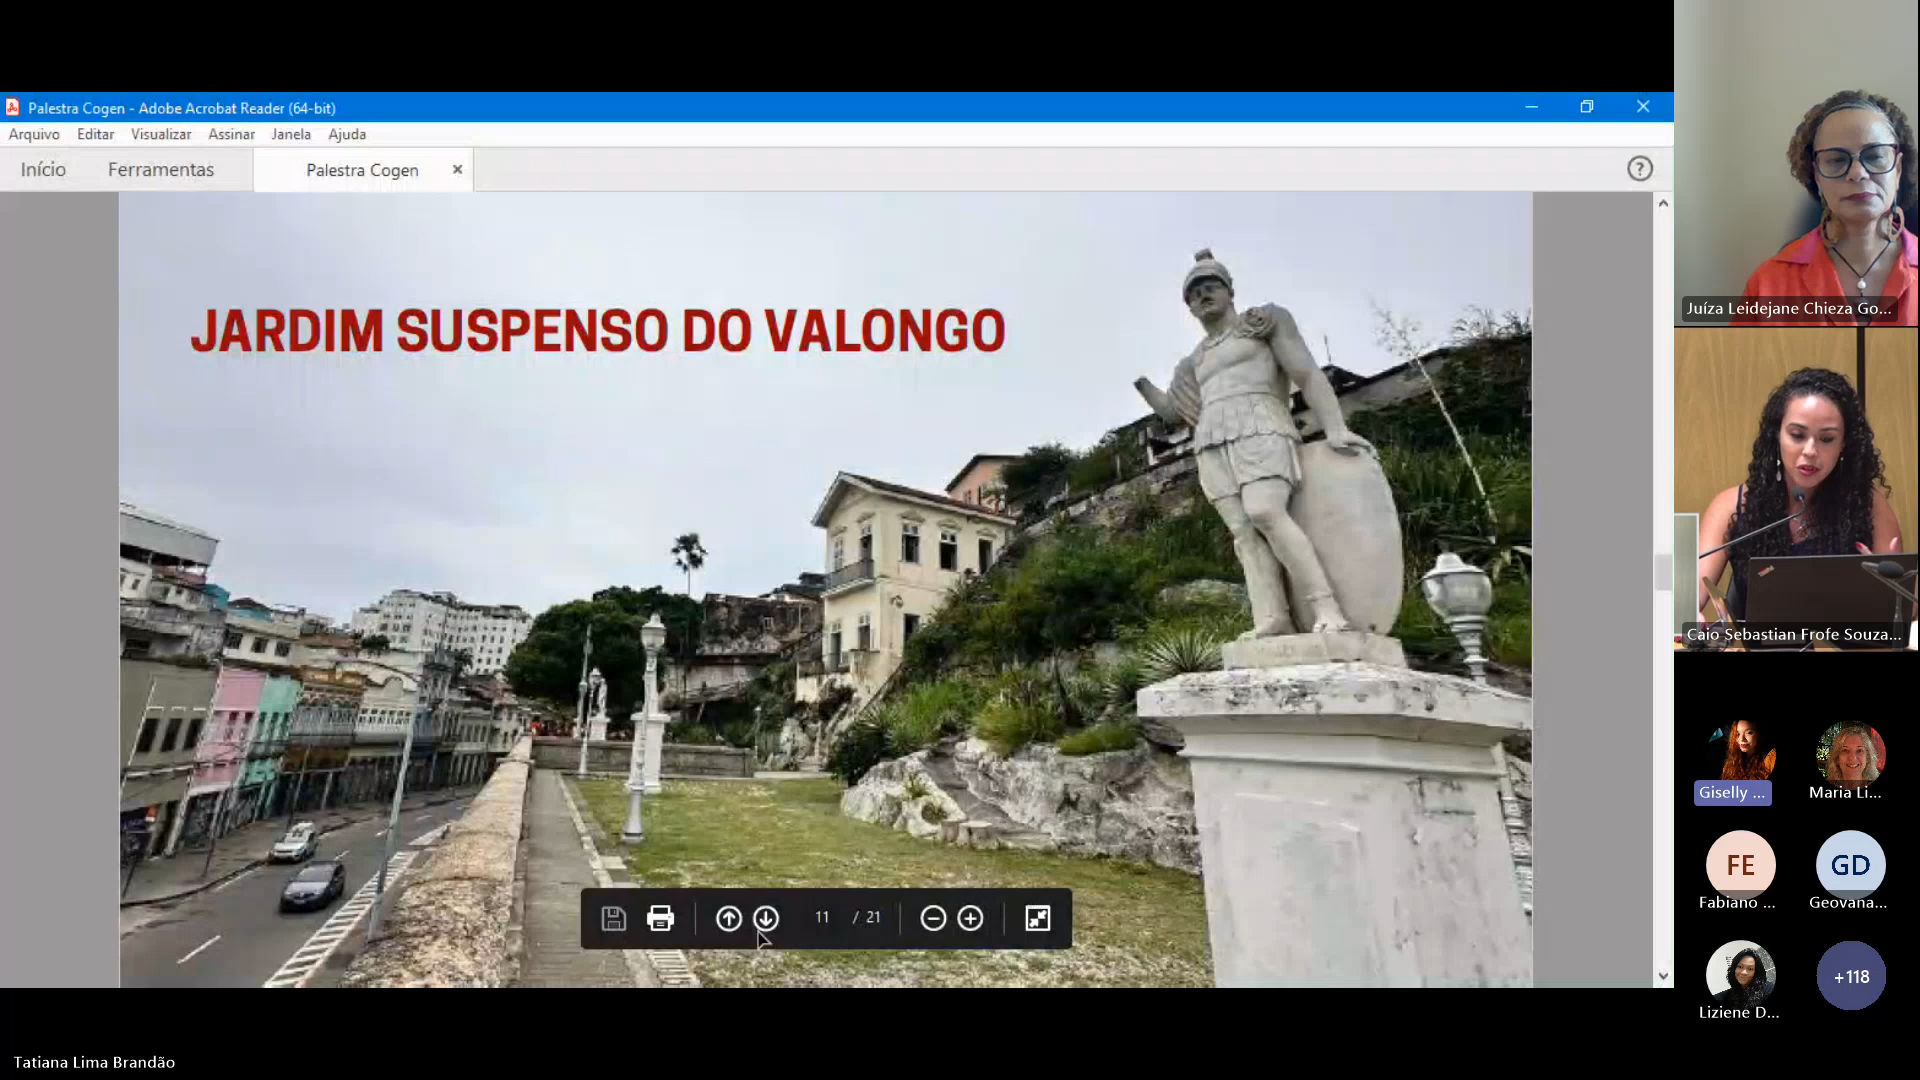 Palestra Cogen - Adobe Acrobat Reader (64-bit)
Arquivo Editar Visualizar Assinar Janela Ajuda
Início Ferramentas Palestra Cogen
JARDIM SUSPENSO DO VALONGO
11 / 21
Juíza Leidejane Chieza Go...
Caio Sebastian Frofe Souza...
Giselly ...
Maria Li...
FE
GD
Fabiano ...
Geovana...
+118
Liziene D...
Tatiana Lima Brandão